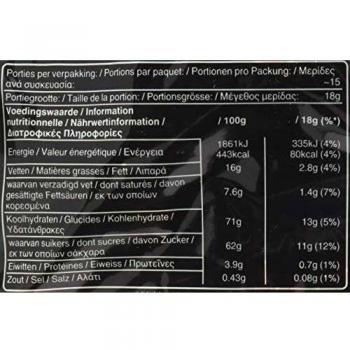 Porties per verpakking: / Portions par paquet: / Portionen pro Packung: / Μερίδες
ανά συσκευασία: ~15
Portiegrootte: / Taille de la portion: / Portionsgrösse: / Μέγεθος μερίδας: 18g
Voedingswaarde / Information
nutritionnelle / Nährwertinformation / / 100g / 18g (%*)
Διατροφικές Πληροφορίες
Energie / Valeur énergétique / Ενέργεια 1861kJ 335kJ (4%)
443kcal 80kcal (4%)
Vetten / Matières grasses / Fett / Λιπαρά 16g 2.8g (4%)
waarvan verzadigd vet / dont saturés / davon
gesättigte Fettsäuren / εκ των οποίων 7.6g 1.4g (7%)
κορεσμένα
Koolhydraten / Glucides / Kohlenhydrate / 71g 13g (5%)
Υδατάνθρακες
waarvan suikers / dont sucres / davon Zucker / 62g 11g (12%)
εκ των οποίων σάκχαρα
Eiwitten / Protéines / Eiweiss / Πρωτεΐνες 3.9g 0.7g (1%)
Zout / Sel / Salz / Αλάτι 0.43g 0.08g (1%)